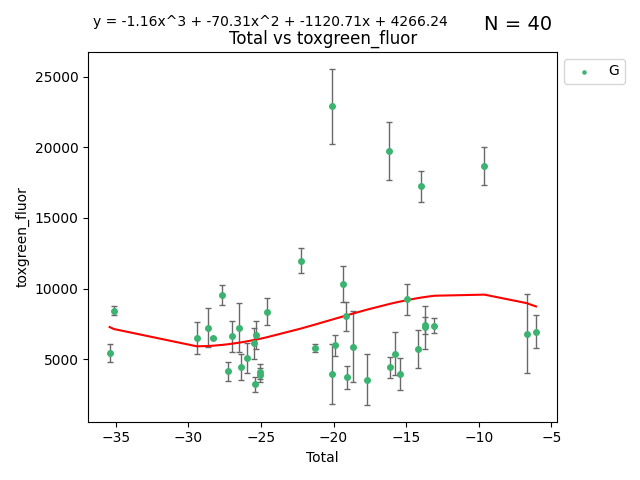 y = -1.16x^3 + -70.31x^2 + -1120.71x + 4266.24
N = 40
Total vs toxgreen_fluor
G
toxgreen_fluor
25000
20000
15000
10000
5000
−35
−30
−25
−20
−15
−10
−5
Total